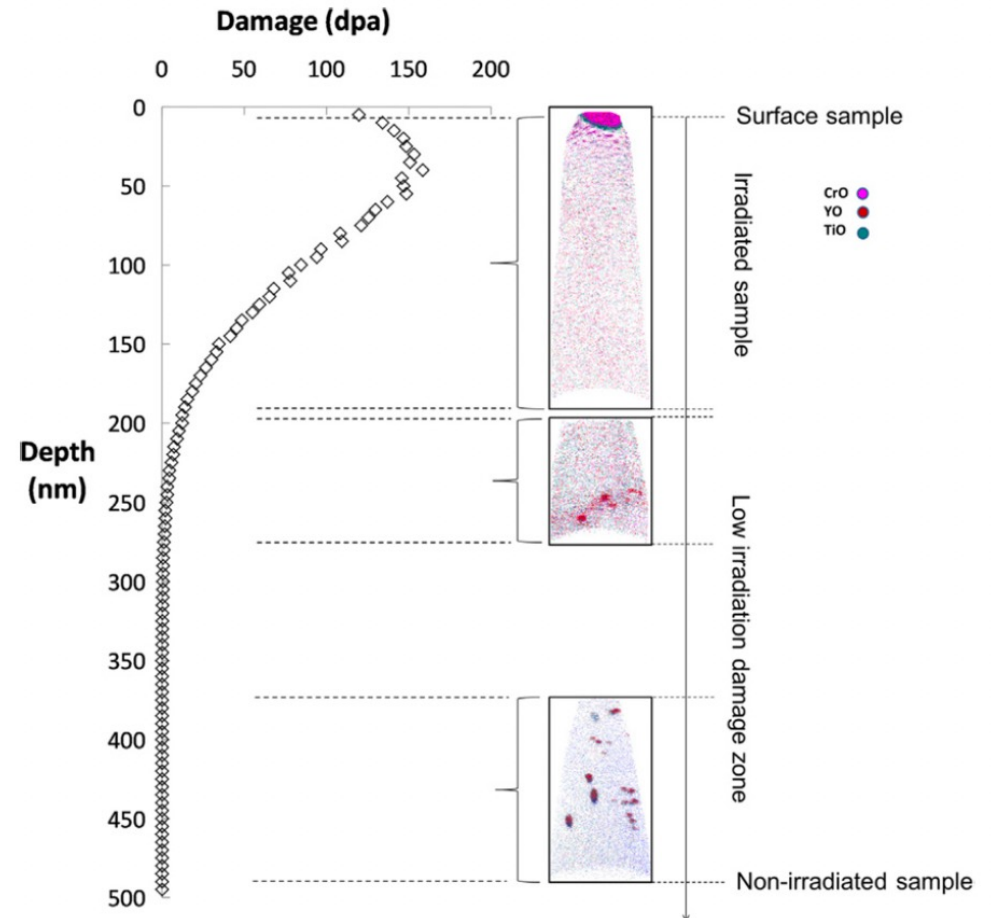 Damage (dpa)
0 50 100 150 200
0
50
100
150
200
250
300
350
400
450
500
Depth
(nm)
Surface sample
Irradiated sample
CrO
YO
TiO
Low irradiation damage zone
Non-irradiated sample